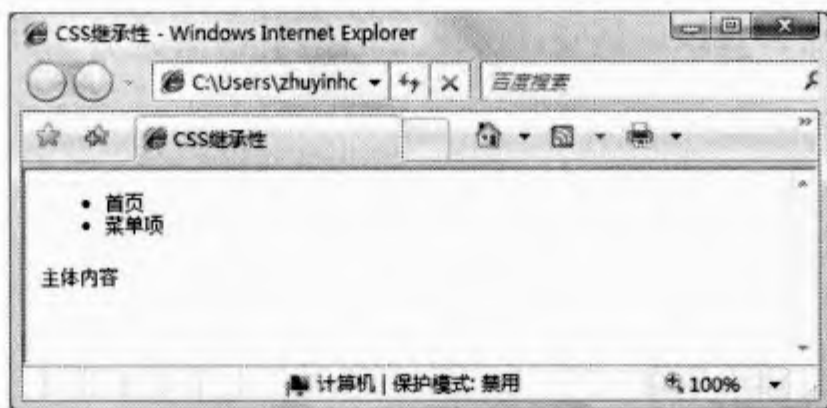 CSS继承性 - Windows Internet Explorer
C:\Users\zhuyinhc
百度搜索
CSS继承性
首页
菜单项
主体内容
计算机 | 保护模式: 禁用
100%